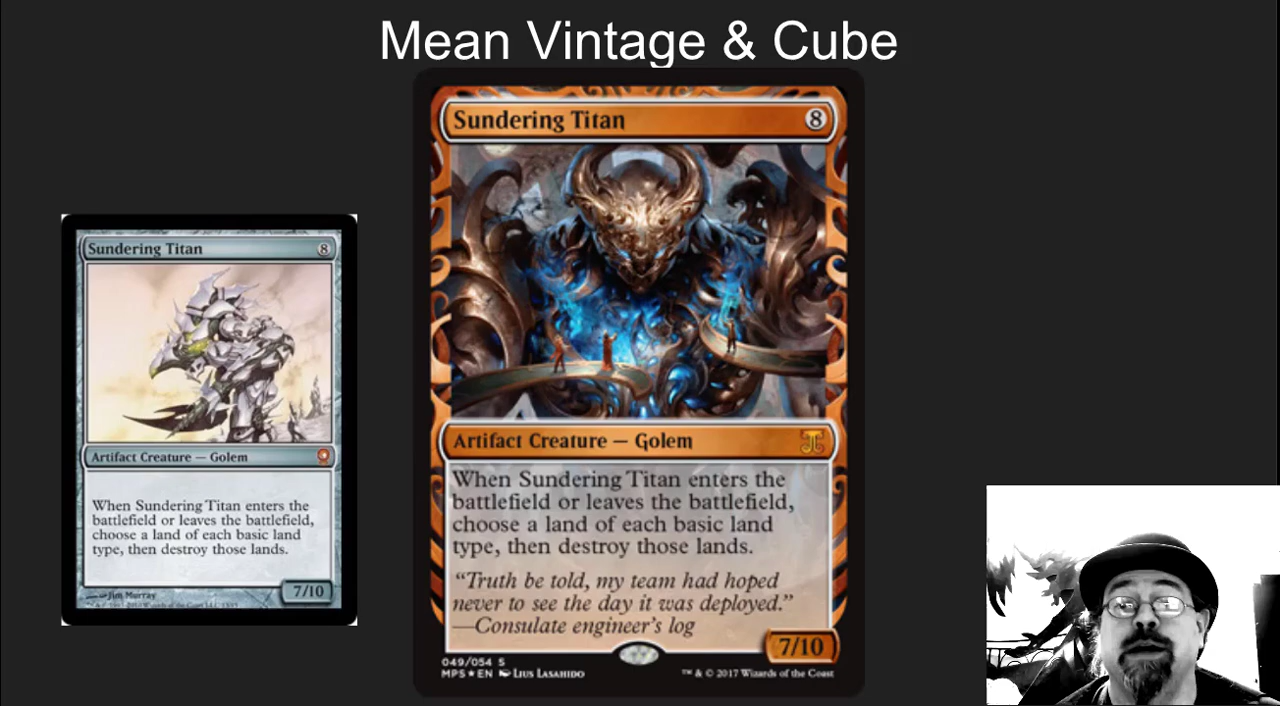 Mean Vintage & Cube
Sundering Titan 8
Artifact Creature — Golem
When Sundering Titan enters the
battlefield or leaves the battlefield,
choose a land of each basic land
type, then destroy those lands.
7/10
Jim Murray
Sundering Titan 8
Artifact Creature — Golem
When Sundering Titan enters the
battlefield or leaves the battlefield,
choose a land of each basic land
type, then destroy those lands.
“Truth be told, my team had hoped
never to see the day it was deployed.”
—Consulate engineer’s log
7/10
049/054 S
MPS★EN Lius Lasahido
™ & © 2017 Wizards of the Coast